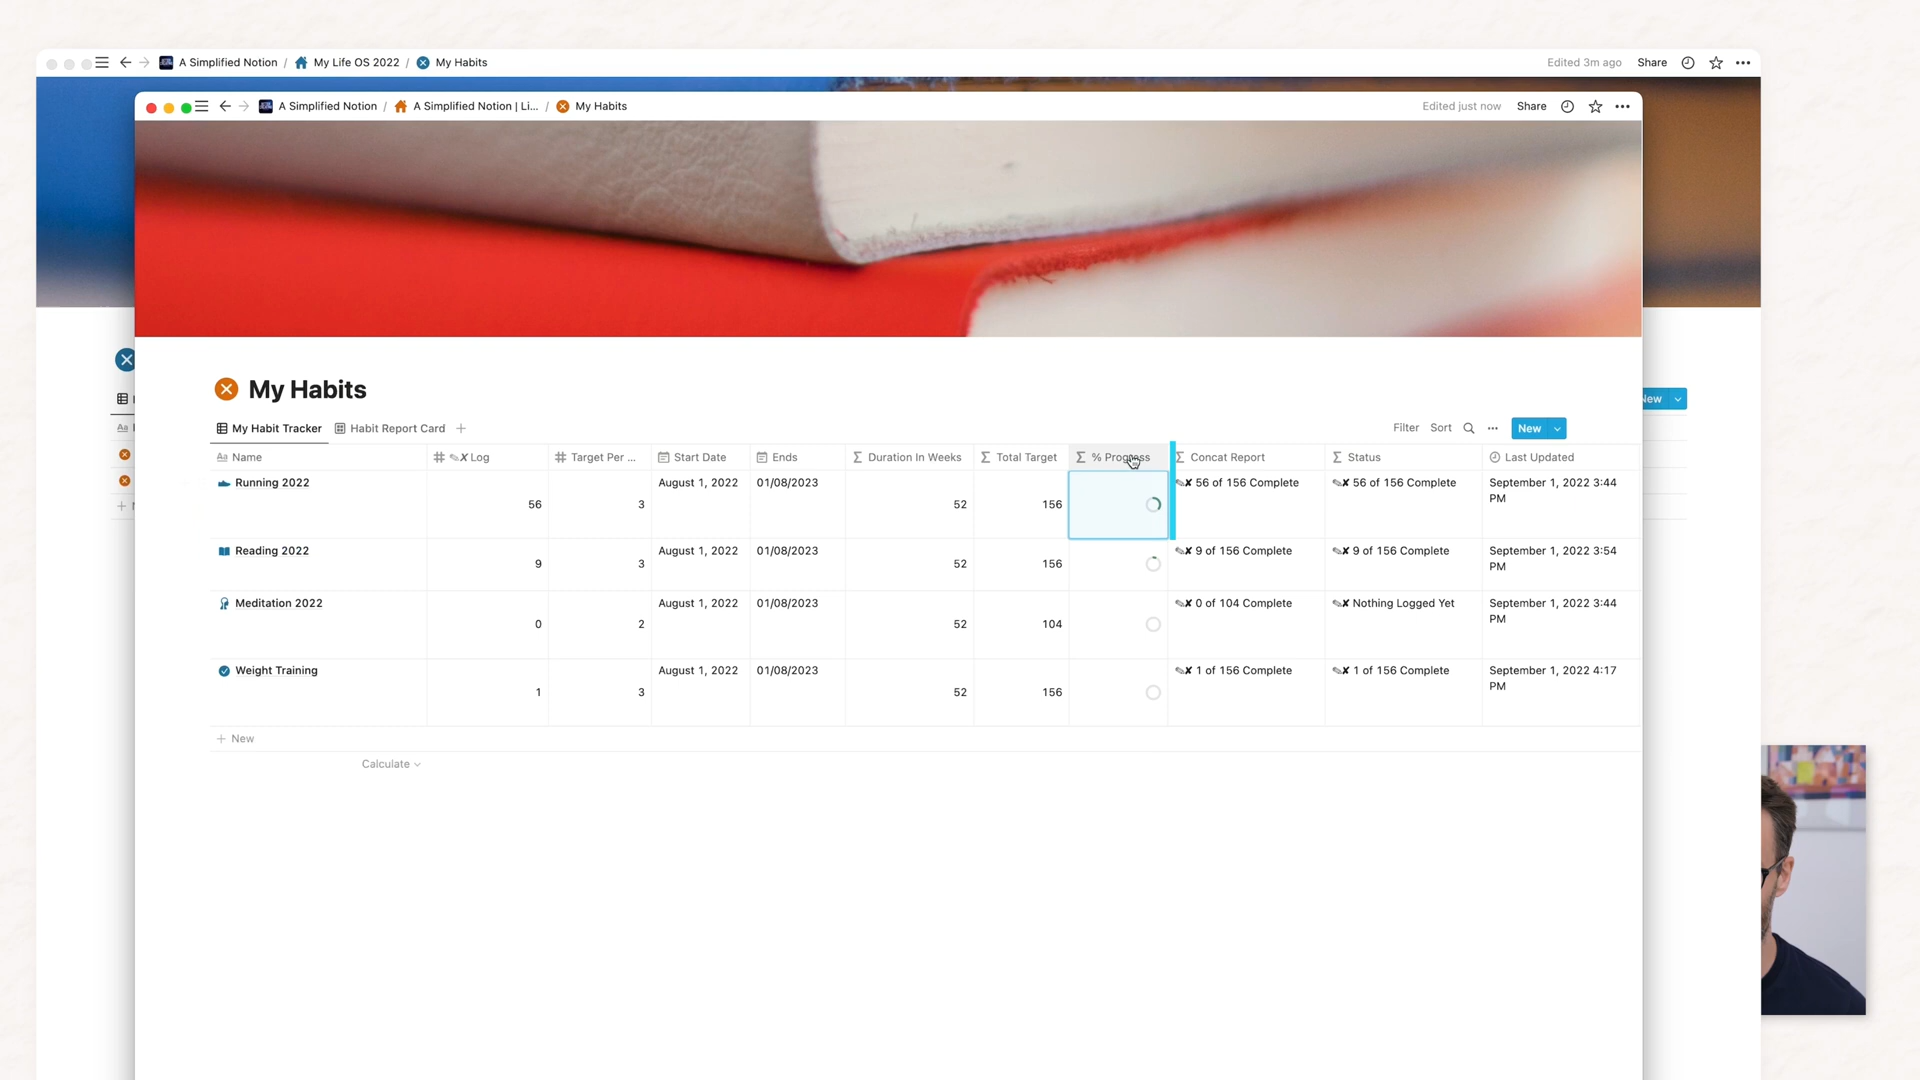 A Simplified Notion / My Life OS 2022 / My Habits
Edited 3m ago Share
A Simplified Notion / A Simplified Notion | Li... / My Habits
Edited just now Share
My Habits
My Habit Tracker Habit Report Card
Filter Sort New
New
Aa Name # ✎✘ Log # Target Per ... Start Date Ends Σ Duration In Weeks Σ Total Target Σ % Progress Σ Concat Report Σ Status Last Updated
Aa
Running 2022 56 3 August 1, 2022 01/08/2023 52 156 ✎✘ 56 of 156 Complete ✎✘ 56 of 156 Complete September 1, 2022 3:44
PM
Reading 2022 9 3 August 1, 2022 01/08/2023 52 156 ✎✘ 9 of 156 Complete ✎✘ 9 of 156 Complete September 1, 2022 3:54
PM
Meditation 2022 0 2 August 1, 2022 01/08/2023 52 104 ✎✘ 0 of 104 Complete ✎✘ Nothing Logged Yet September 1, 2022 3:44
PM
Weight Training 1 3 August 1, 2022 01/08/2023 52 156 ✎✘ 1 of 156 Complete ✎✘ 1 of 156 Complete September 1, 2022 4:17
PM
+ New
Calculate